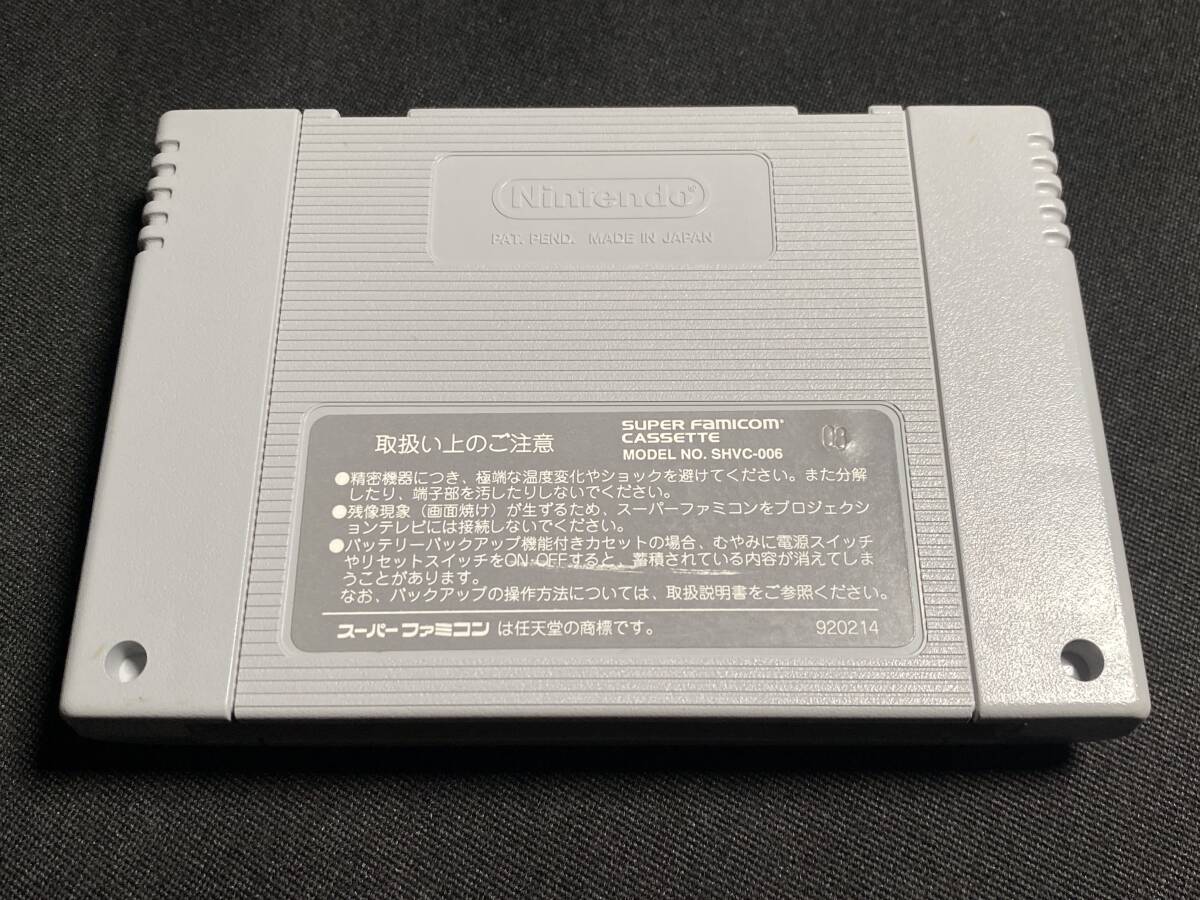 Nintendo®
PAT. PEND. MADE IN JAPAN
取扱い上のご注意
SUPER FAMICOM®
CASSETTE
MODEL NO. SHVC-006
●精密機器につき、極端な温度変化やショックを避けてください。また分解
したり、端子部を汚したりしないでください。
●残像現象（画面焼け）が生ずるため、スーパーファミコンをプロジェクシ
ョンテレビには接続しないでください。
●バッテリーバックアップ機能付きカセットの場合、むやみに電源スイッチ
やリセットスイッチをON・OFFすると、蓄積されている内容が消えてしま
うことがあります。
なお、バックアップの操作方法については、取扱説明書をご参照ください。
スーパーファミコン は任天堂の商標です。
920214